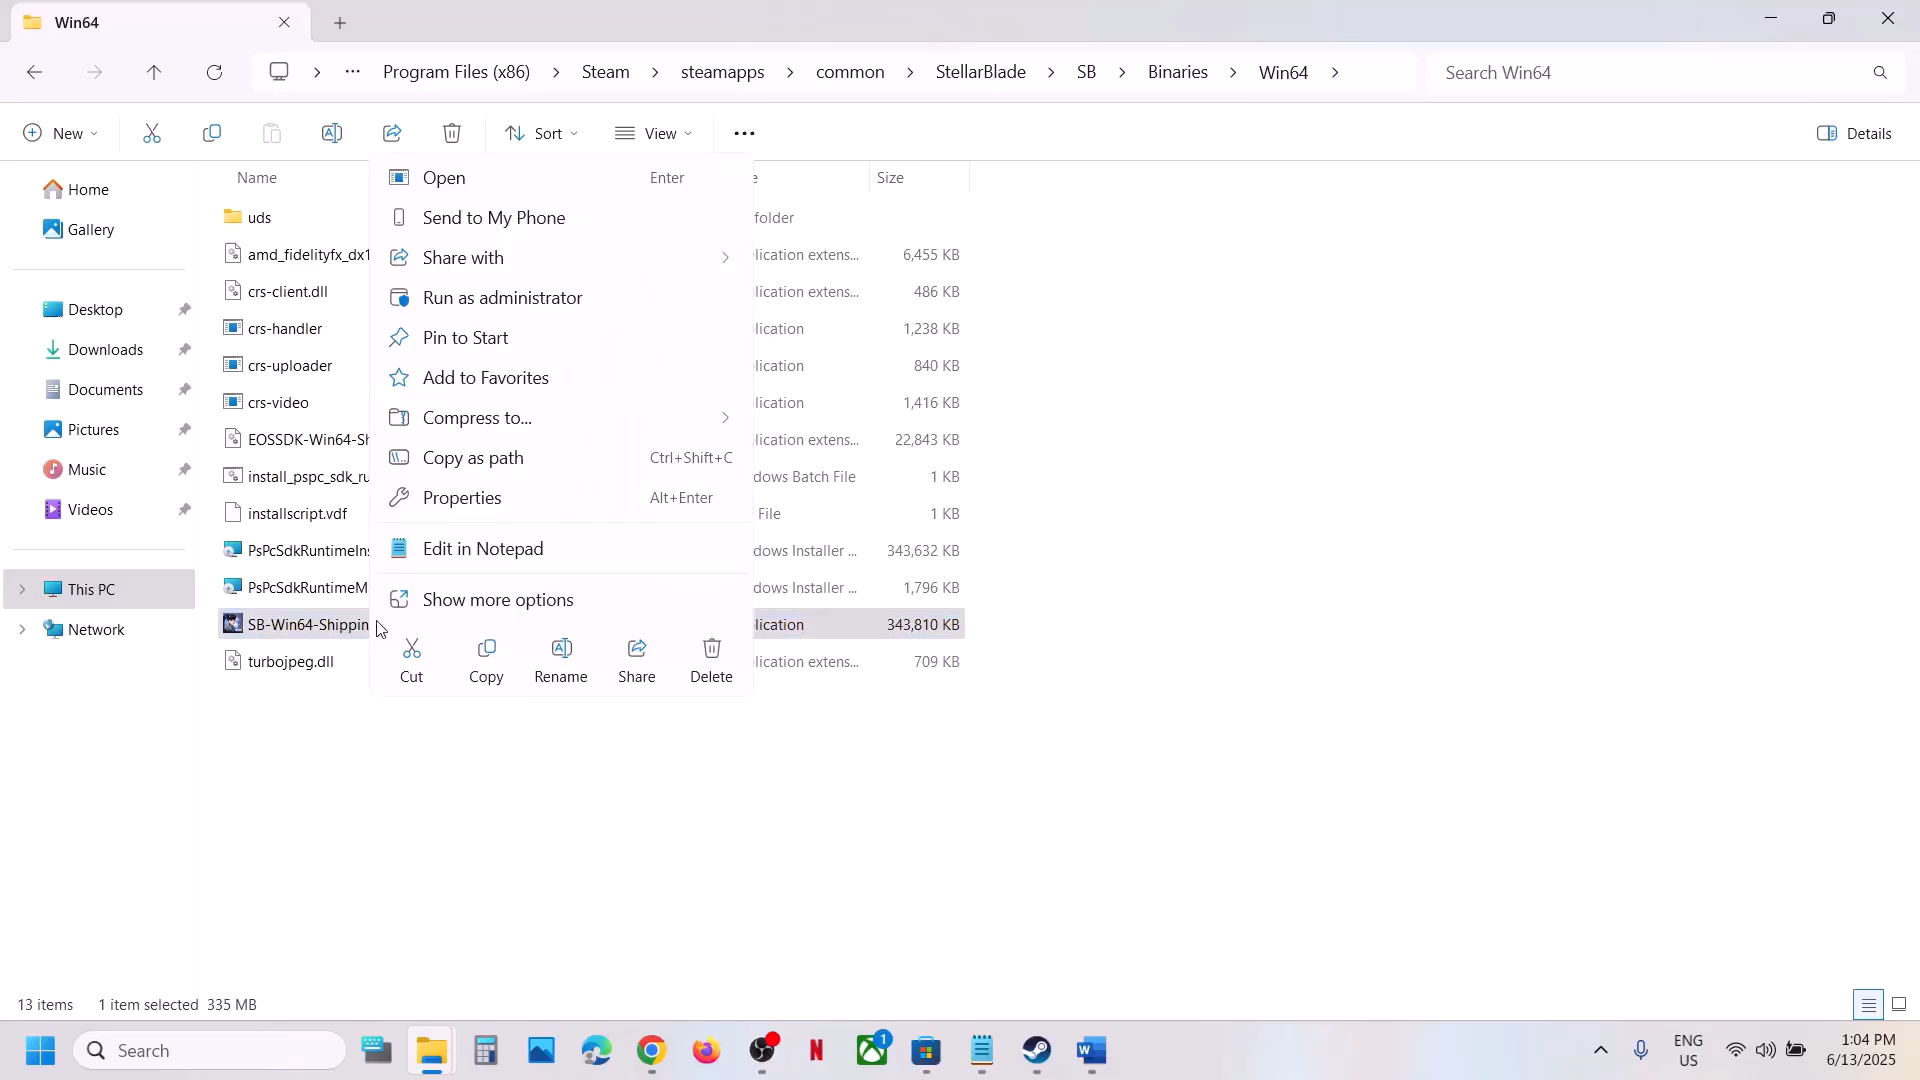 Win64
Program Files (x86) Steam steamapps common StellarBlade SB Binaries Win64
Search Win64
New
Sort
View
Details
Name
Size
Home
Gallery
Desktop
Downloads
Documents
Pictures
Music
Videos
This PC
Network
uds
folder
amd_fidelityfx_dx1
lication extens... 6,455 KB
crs-client.dll
lication extens... 486 KB
crs-handler
lication 1,238 KB
crs-uploader
lication 840 KB
crs-video
lication 1,416 KB
EOSSDK-Win64-Sh
lication extens... 22,843 KB
install_pspc_sdk_ru
dows Batch File 1 KB
installscript.vdf
File 1 KB
PsPcSdkRuntimeIns
dows Installer ... 343,632 KB
PsPcSdkRuntimeM
dows Installer ... 1,796 KB
SB-Win64-Shippin
lication 343,810 KB
turbojpeg.dll
lication extens... 709 KB
Open Enter
Send to My Phone
Share with
Run as administrator
Pin to Start
Add to Favorites
Compress to...
Copy as path Ctrl+Shift+C
Properties Alt+Enter
Edit in Notepad
Show more options
Cut Copy Rename Share Delete
13 items 1 item selected 335 MB
Search
1
ENG
US
1:04 PM
6/13/2025